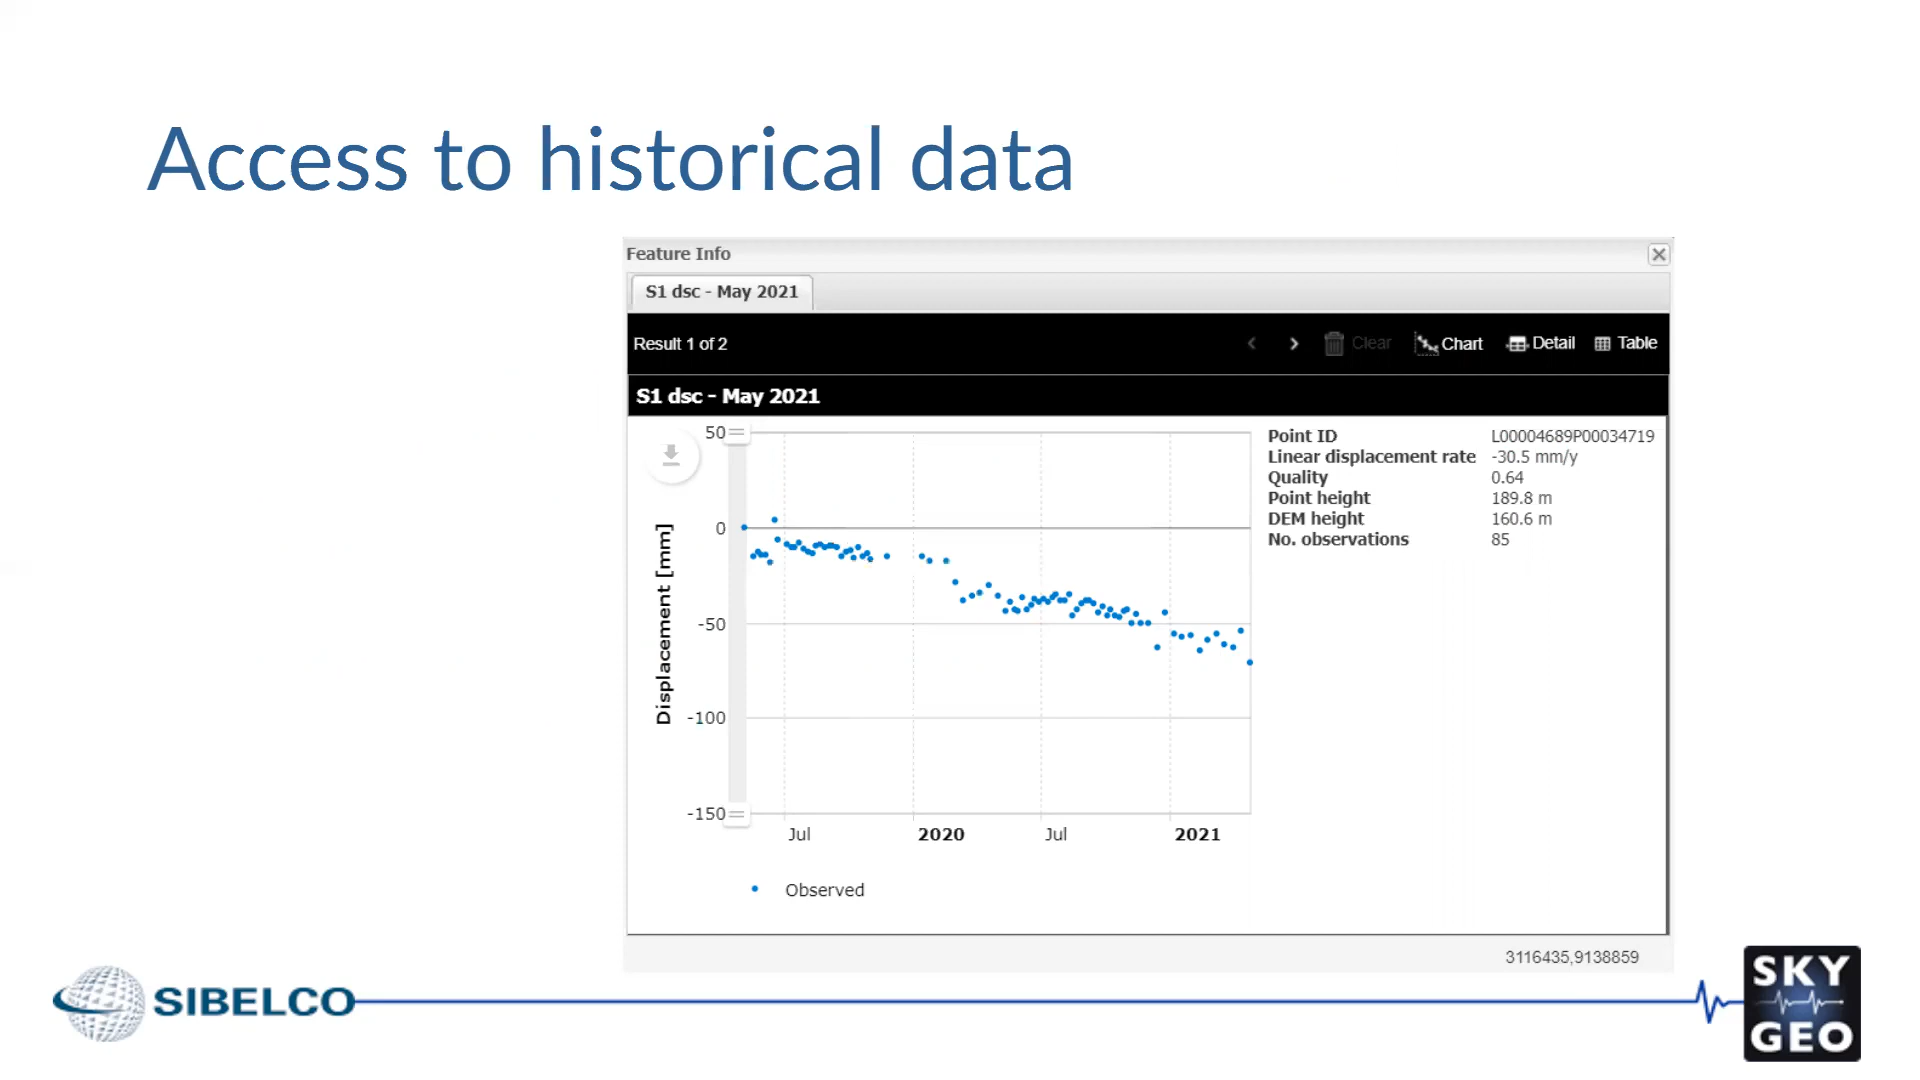 Access to historical data
Feature Info
S1 dsc - May 2021
Result 1 of 2
Clear
Chart
Detail
Table
S1 dsc - May 2021
Point ID L00004689P00034719
Linear displacement rate -30.5 mm/y
Quality 0.64
Point height 189.8 m
DEM height 160.6 m
No. observations 85
50
0
-50
-100
-150
Displacement [mm]
Jul 2020 Jul 2021
Observed
3116435,9138859
SIBELCO
SKY
GEO